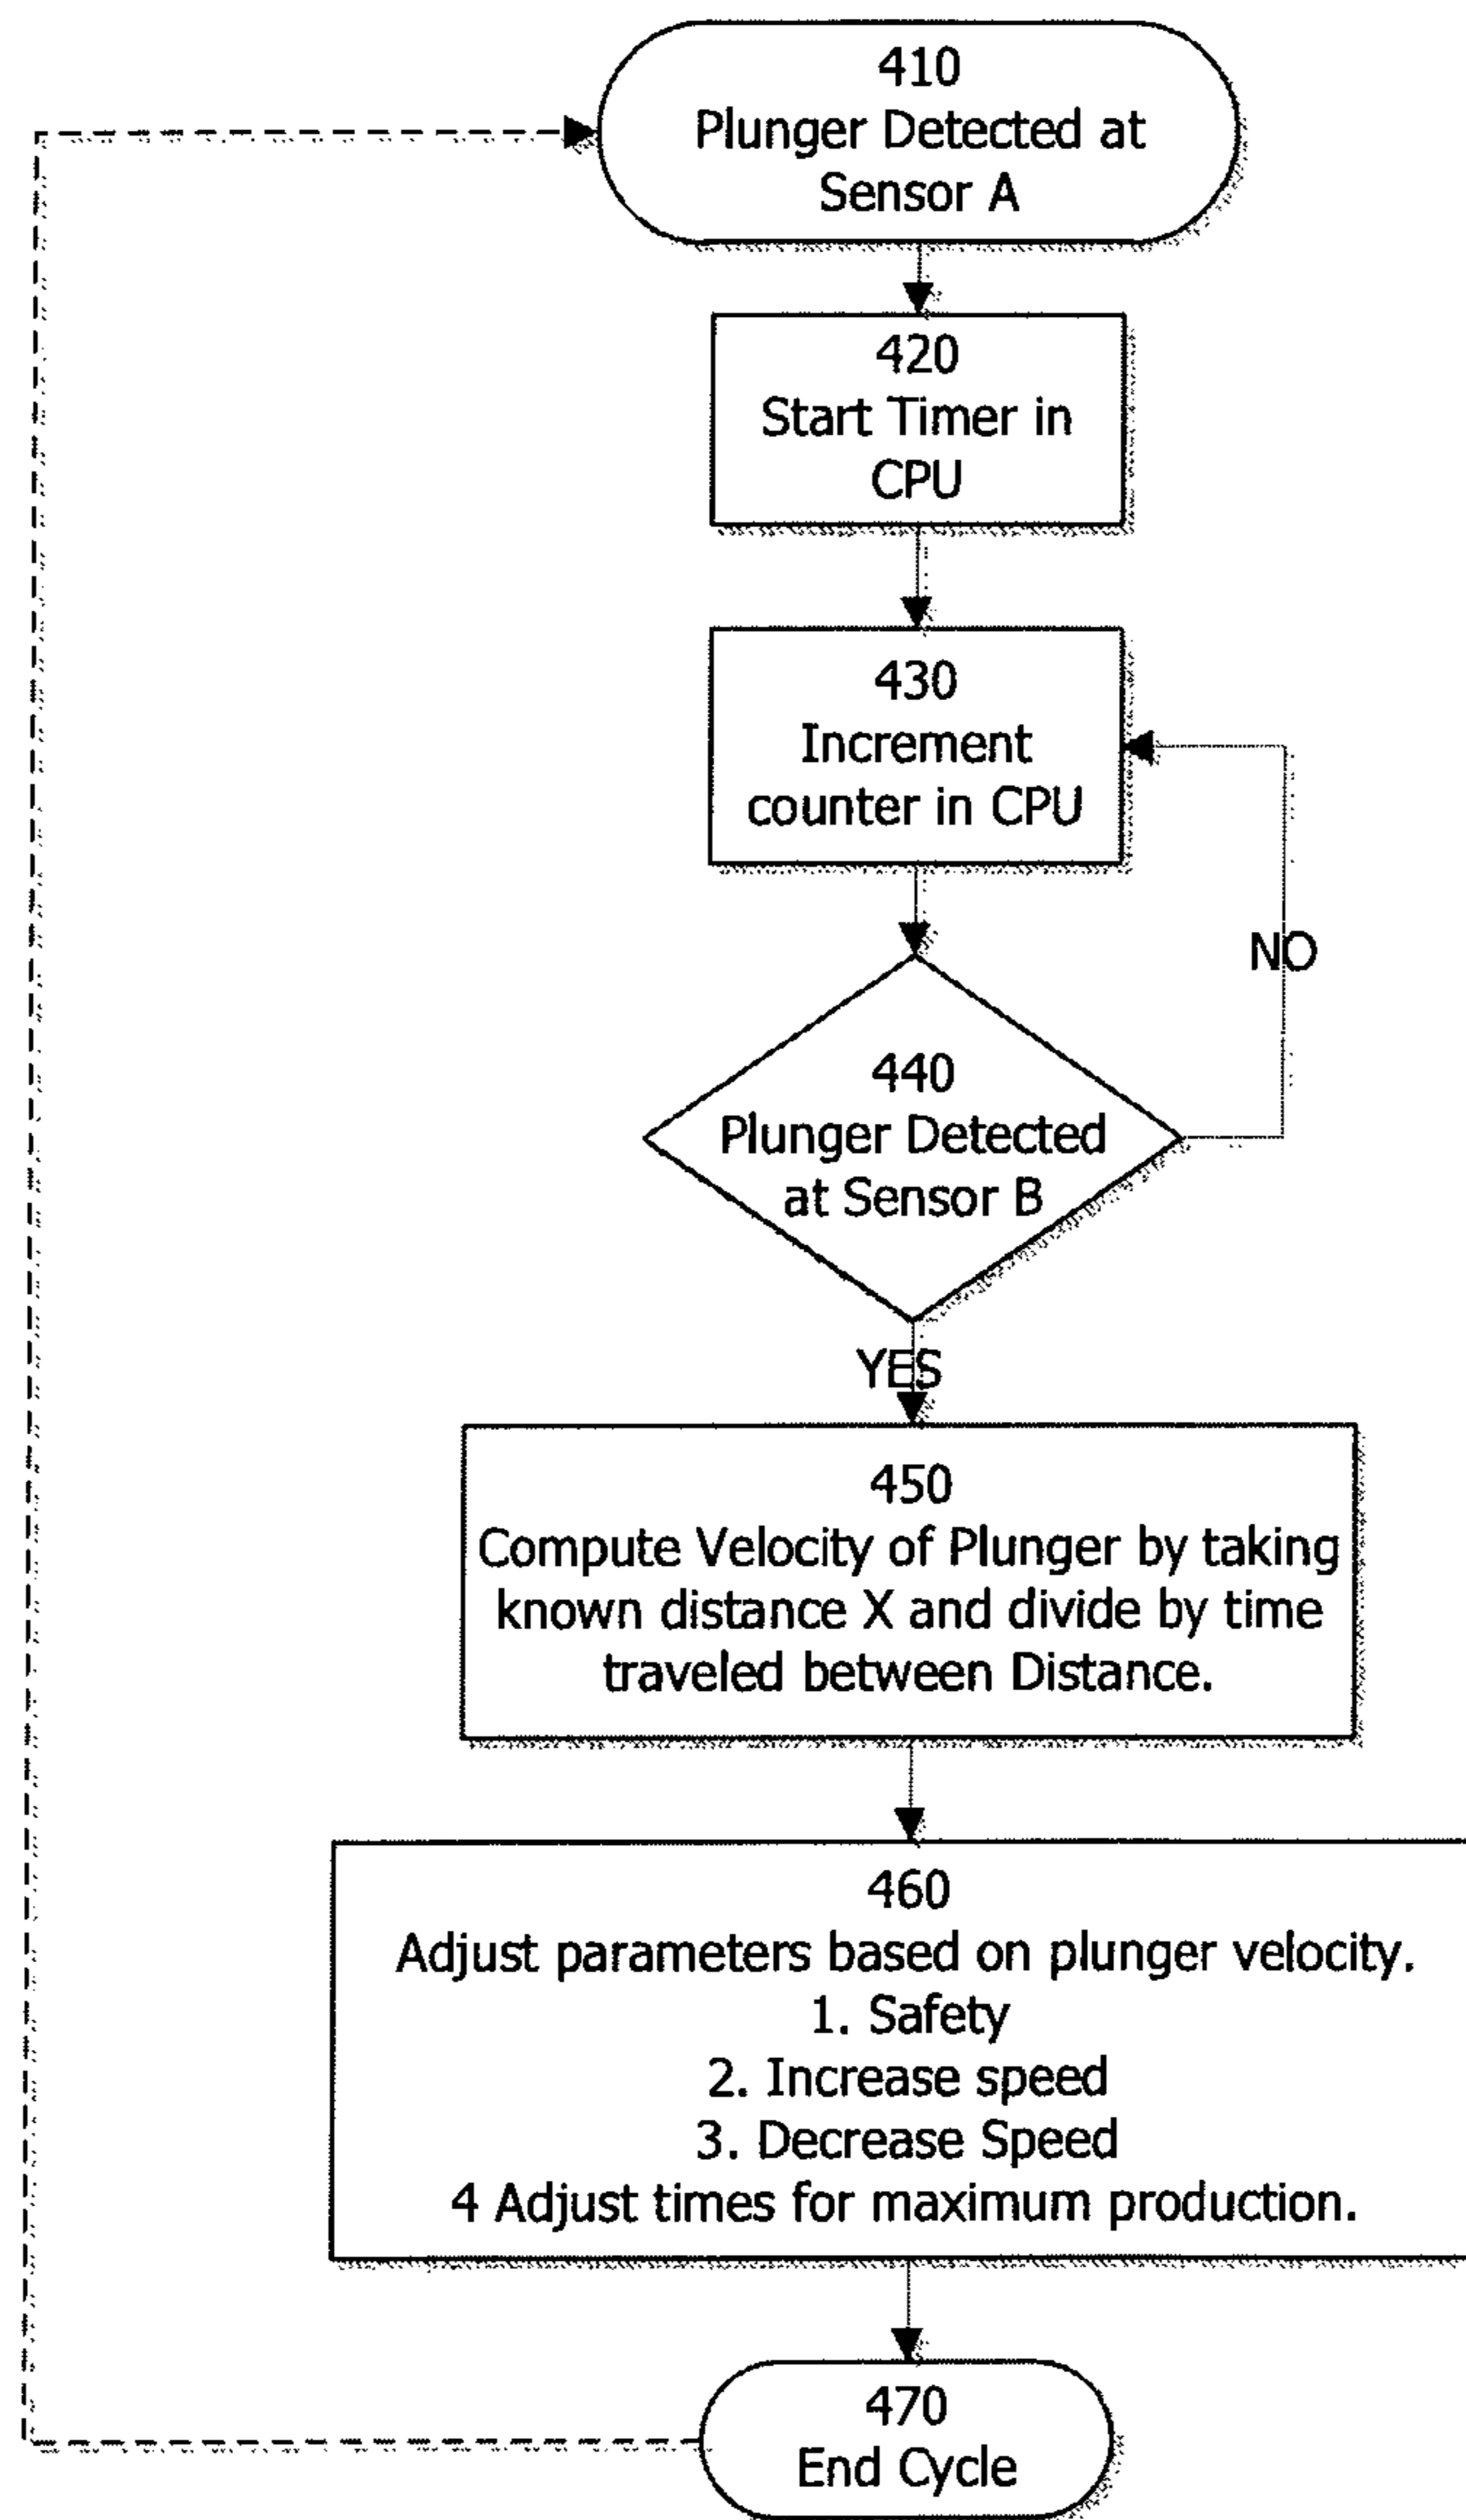 410
Plunger Detected at
Sensor A
420
Start Timer in
CPU
430
Increment
counter in CPU
NO
440
Plunger Detected
at Sensor B
YES
450
Compute Velocity of Plunger by taking
known distance X and divide by time
traveled between Distance.
460
Adjust parameters based on plunger velocity.
1. Safety
2. Increase speed
3. Decrease Speed
4 Adjust times for maximum production.
470
End Cycle